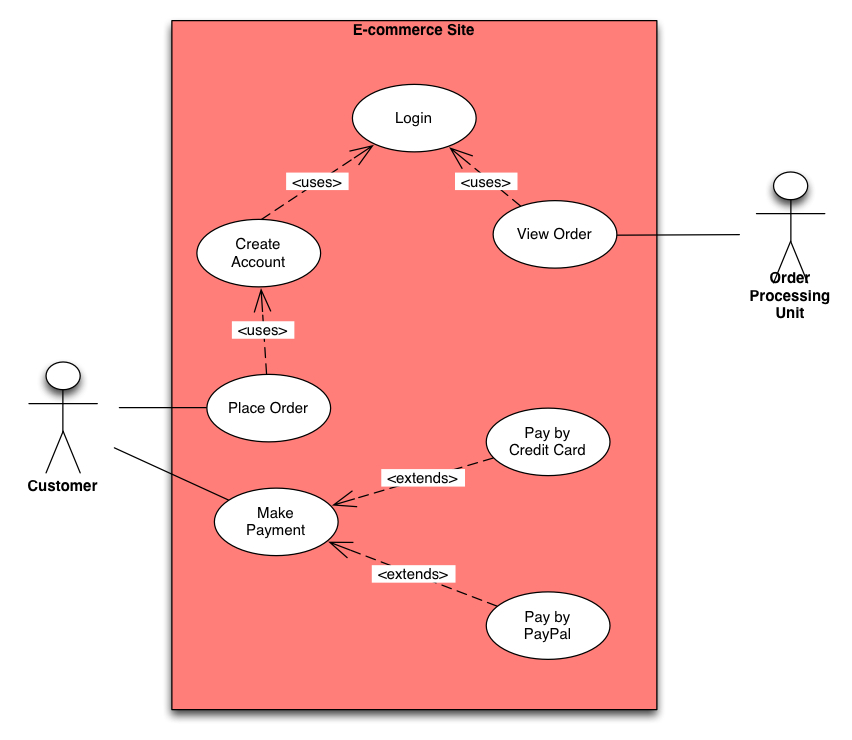 E-commerce Site
Login
<uses>
<uses>
Create
Account
View Order
Order
Processing
Unit
<uses>
Place Order
Pay by
Credit Card
<extends>
Customer
Make
Payment
<extends>
Pay by
PayPal